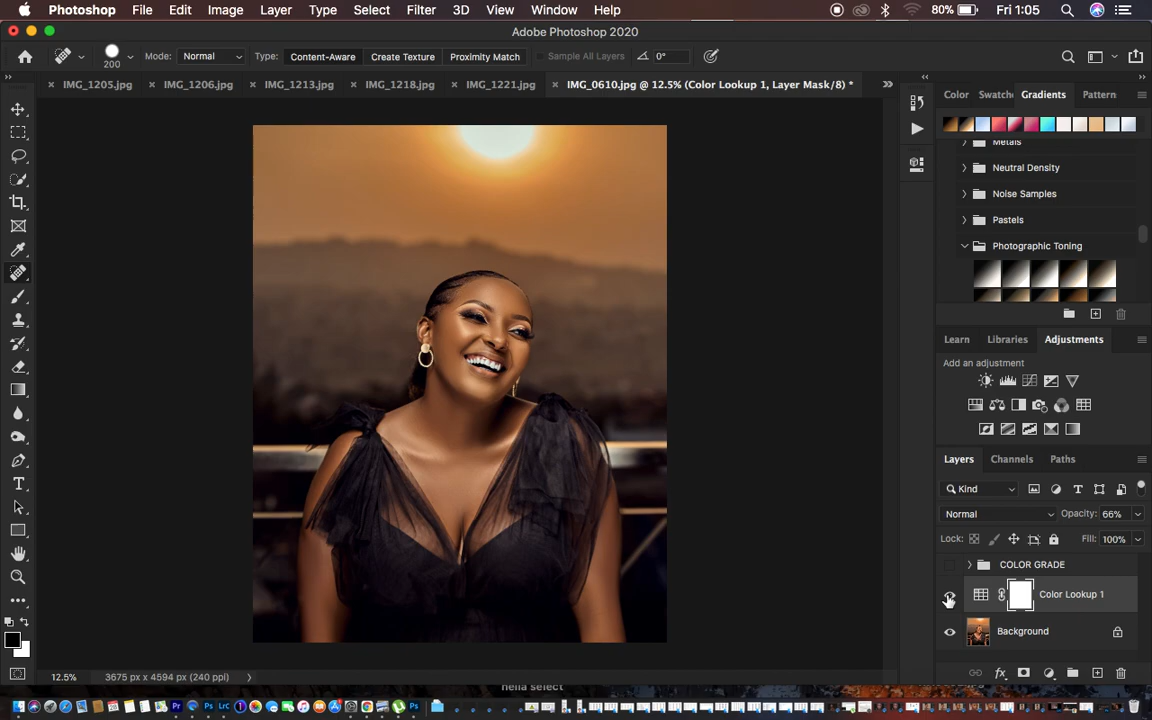 Photoshop File Edit Image Layer Type Select Filter 3D View Window Help 80% Fri 1:05
Adobe Photoshop 2020
200 Mode: Normal Type: Content-Aware Create Texture Proximity Match Sample All Layers 0°
IMG_1205.jpg IMG_1206.jpg IMG_1213.jpg IMG_1218.jpg IMG_1221.jpg IMG_0610.jpg @ 12.5% (Color Lookup 1, Layer Mask/8) *
Color Swatch Gradients Pattern
Metals
Neutral Density
Noise Samples
Pastels
Photographic Toning
Learn Libraries Adjustments
Add an adjustment
Layers Channels Paths
Kind
Normal Opacity: 66%
Lock: Fill: 100%
COLOR GRADE
Color Lookup 1
Background
12.5% 3675 px x 4594 px (240 ppi)
hella select